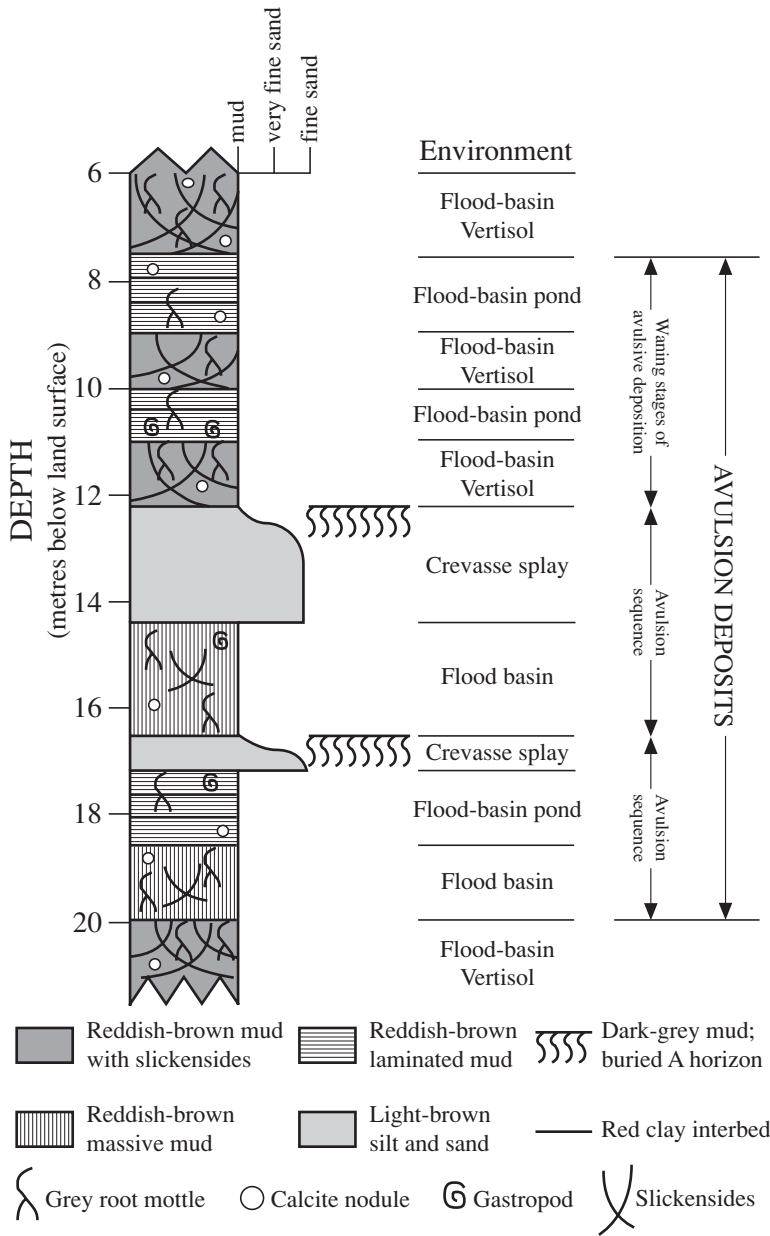 mud
very fine sand
fine sand
Environment
DEPTH
(metres below land surface)
6
8
10
12
14
16
18
20
Flood-basin
Vertisol
Flood-basin pond
Flood-basin
Vertisol
Flood-basin pond
Flood-basin
Vertisol
Crevasse splay
Flood basin
Crevasse splay
Flood-basin pond
Flood basin
Flood-basin
Vertisol
Waning stages of
avulsive deposition
Avulsion
sequence
Avulsion
sequence
AVULSION DEPOSITS
Reddish-brown mud
with slickensides
Reddish-brown
laminated mud
Dark-grey mud;
buried A horizon
Reddish-brown
massive mud
Light-brown
silt and sand
Red clay interbed
Grey root mottle
Calcite nodule
Gastropod
Slickensides